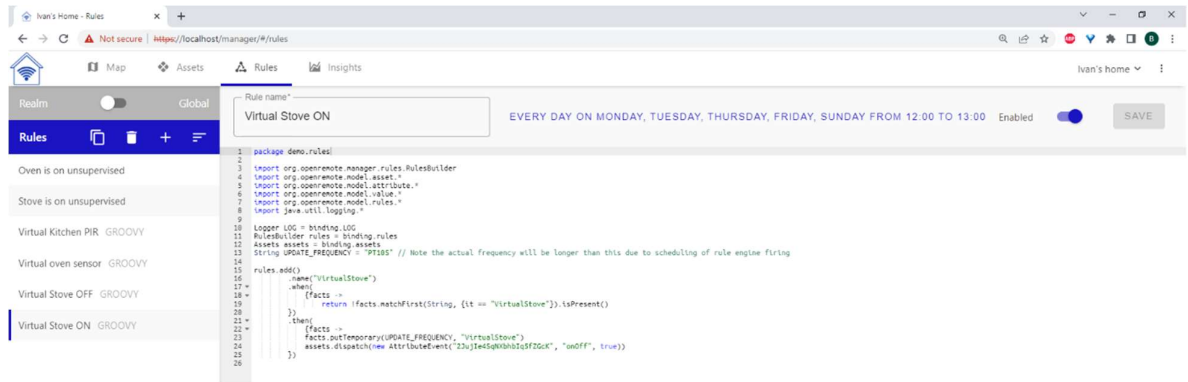 Ivan's Home - Rules
Not secure | https://localhost/manager/#/rules
ABP
B
Map
Assets
Rules
Insights
Ivan's home
Realm
Global
Rule name*
Virtual Stove ON
EVERY DAY ON MONDAY, TUESDAY, THURSDAY, FRIDAY, SUNDAY FROM 12:00 TO 13:00
Enabled
SAVE
Rules
Oven is on unsupervised
Stove is on unsupervised
Virtual Kitchen PIR GROOVY
Virtual oven sensor GROOVY
Virtual Stove OFF GROOVY
Virtual Stove ON GROOVY
1 package demo.rules
2
3 import org.openremote.manager.rules.RulesBuilder
4 import org.openremote.model.asset.*
5 import org.openremote.model.attribute.*
6 import org.openremote.model.value.*
7 import org.openremote.model.rules.*
8 import java.util.logging.*
9
10 Logger LOG = binding.LOG
11 RulesBuilder rules = binding.rules
12 Assets assets = binding.assets
13 String UPDATE_FREQUENCY = "PT10S" // Note the actual frequency will be longer than this due to scheduling of rule engine firing
14
15 rules.add()
16 .name("VirtualStove")
17 .when(
18 {facts ->
19 return !facts.matchFirst(String, {it == "VirtualStove"}).isPresent()
20 })
21 .then(
22 {facts ->
23 facts.putTemporary(UPDATE_FREQUENCY, "VirtualStove")
24 assets.dispatch(new AttributeEvent("2JujIe45qNXbhbIq5fZGcK", "onOff", true))
25 })
26